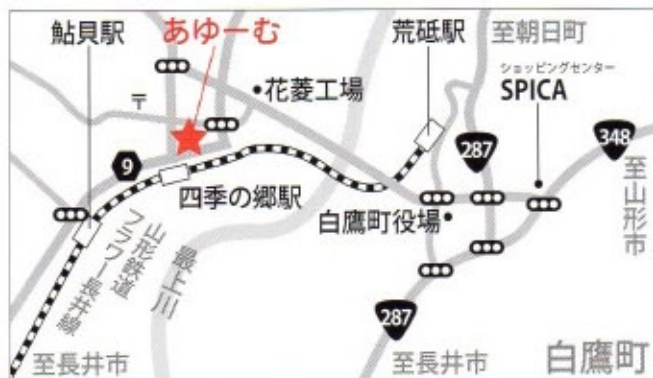 鮎貝駅
あゆーむ
荒砥駅
至朝日町
ショッピングセンター
SPICA
〒
花菱工場
9
287
348
四季の郷駅
至山形市
白鷹町役場
山形鉄道
フラワー長井線
最上川
287
至長井市
至長井市
白鷹町